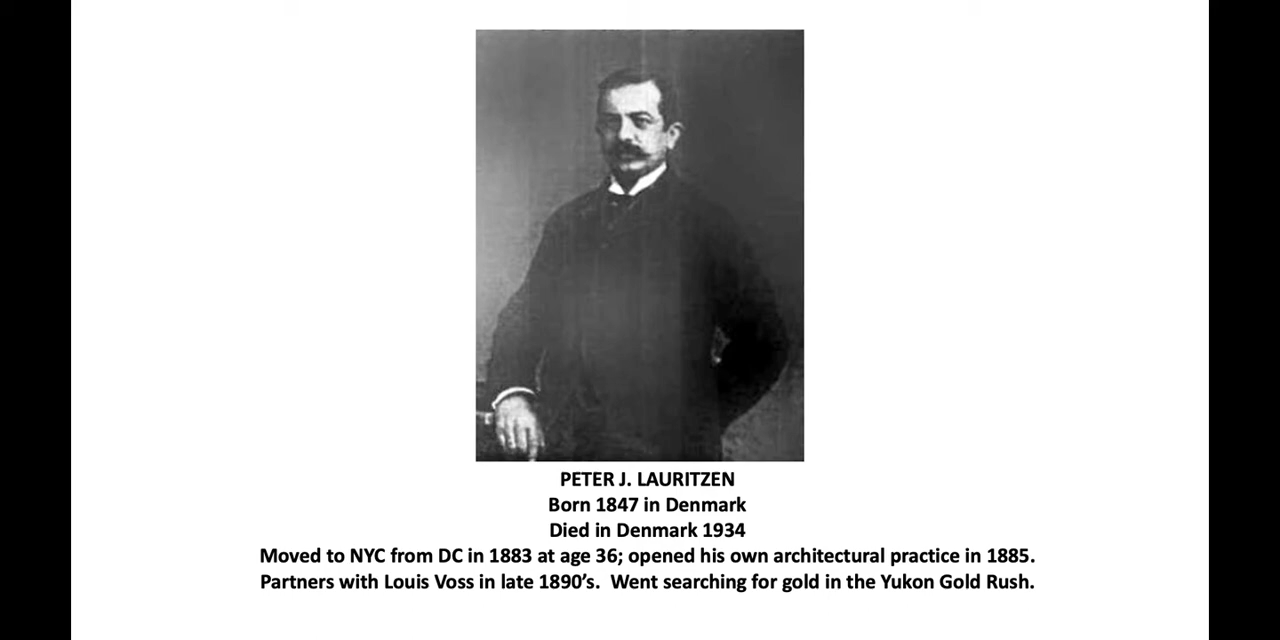 PETER J. LAURITZEN
Born 1847 in Denmark
Died in Denmark 1934
Moved to NYC from DC in 1883 at age 36; opened his own architectural practice in 1885.
Partners with Louis Voss in late 1890’s.  Went searching for gold in the Yukon Gold Rush.